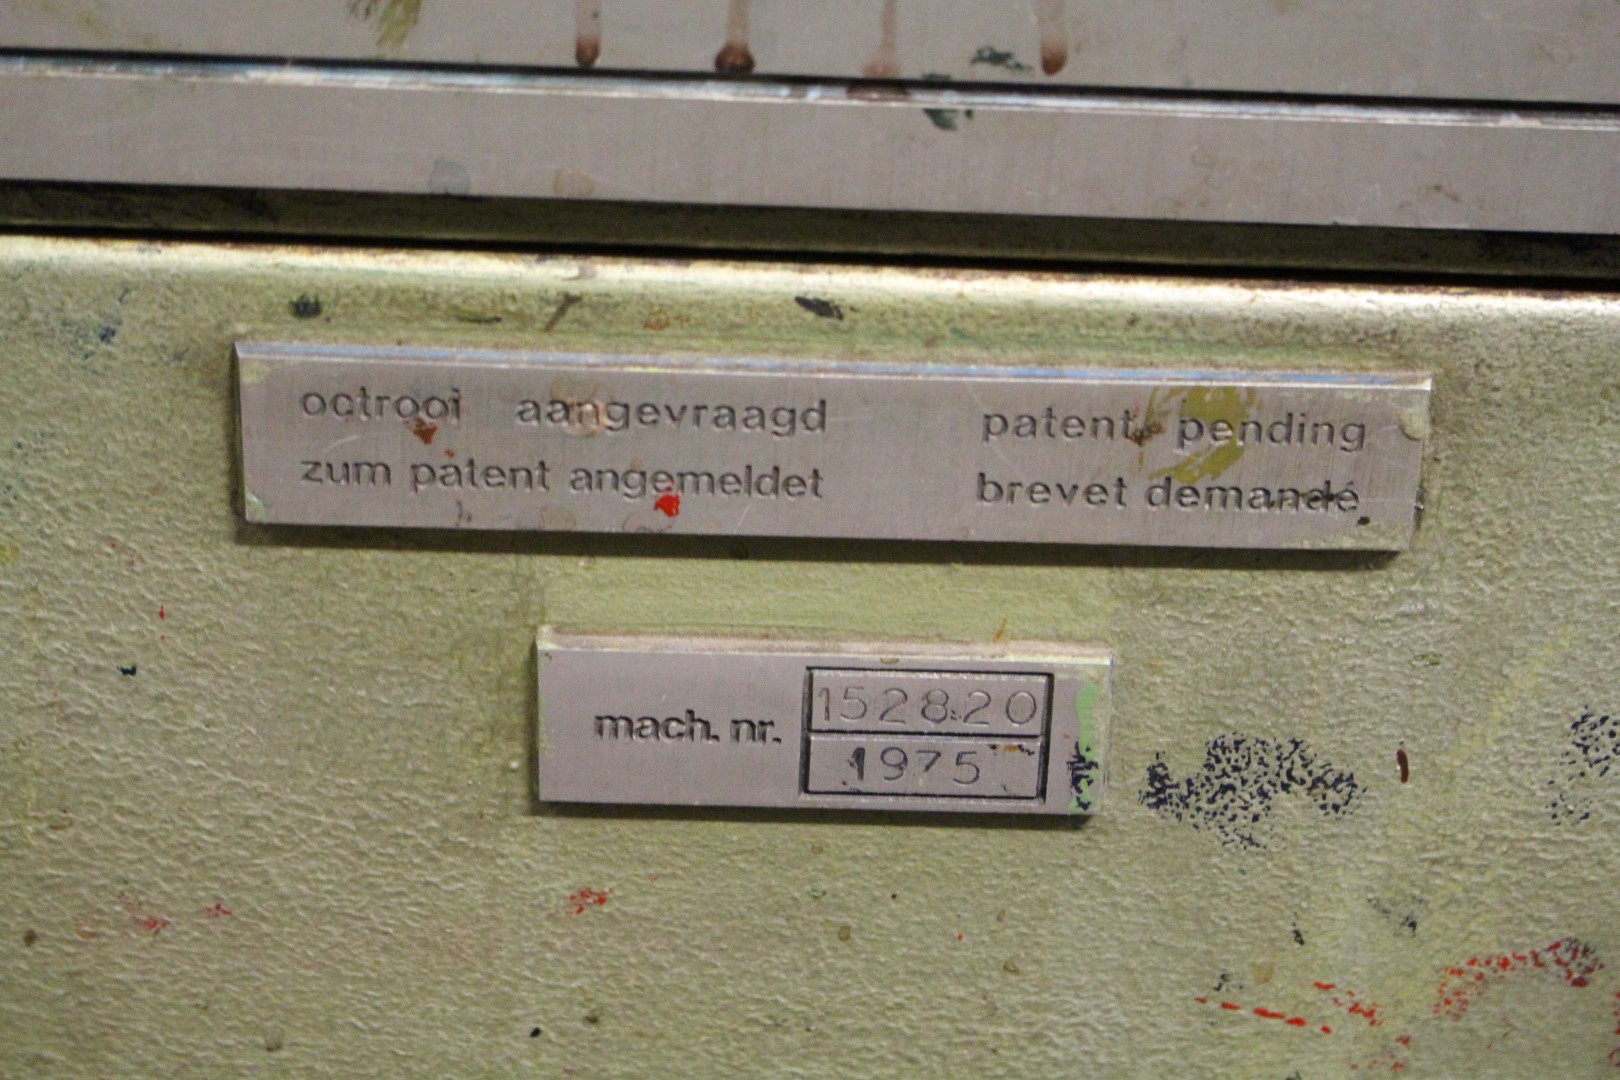 octrooi aangevraagd patent pending
zum patent angemeldet brevet demandé
mach. nr. 152820
1975